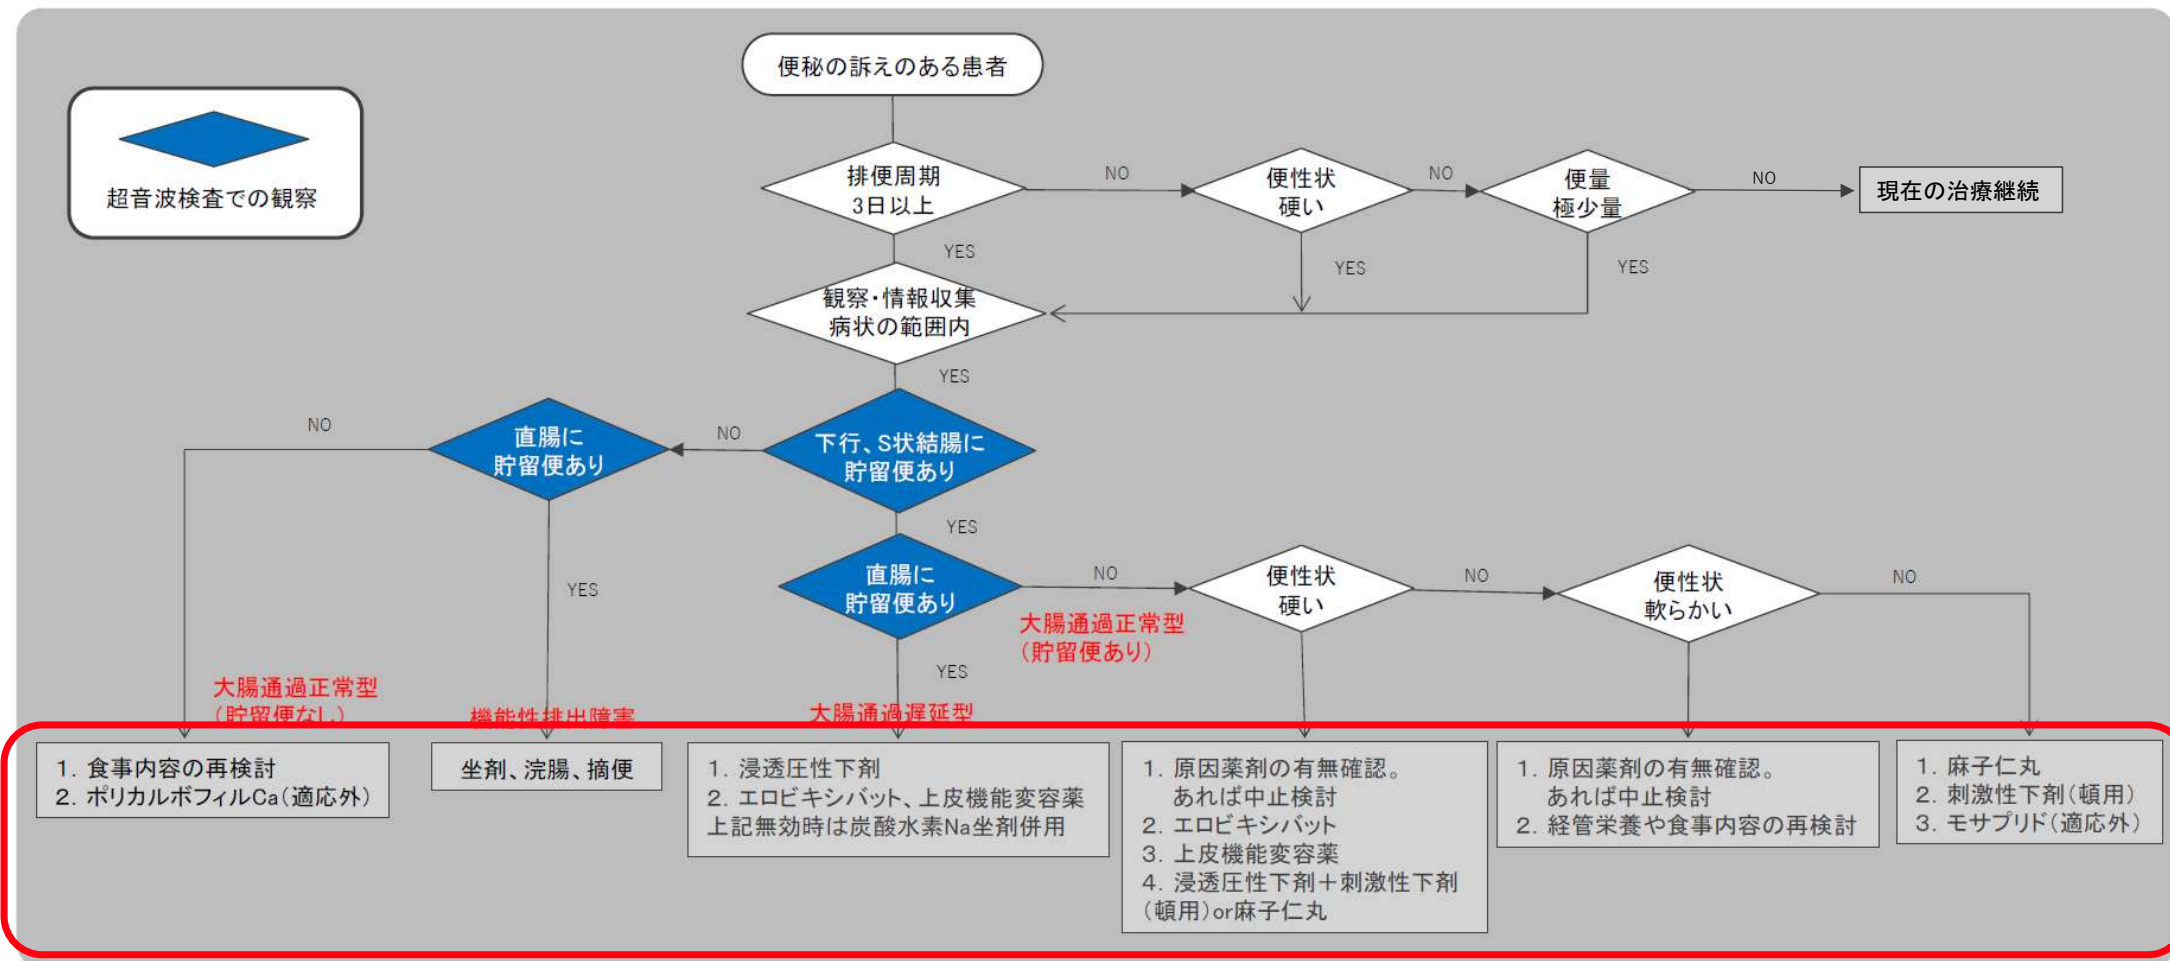 便秘の訴えのある患者
超音波検査での観察
排便周期
3日以上
NO
便性状
硬い
NO
便量
極少量
NO
現在の治療継続
YES
YES
YES
観察・情報収集
病状の範囲内
YES
下行、S状結腸に
貯留便あり
NO
直腸に
貯留便あり
NO
YES
YES
直腸に
貯留便あり
NO
便性状
硬い
NO
便性状
軟らかい
NO
大腸通過正常型
(貯留便あり)
YES
大腸通過正常型
(貯留便なし)
機能性排出障害
大腸通過遅延型
1. 食事内容の再検討
2. ポリカルボフィルCa(適応外)
坐剤、浣腸、摘便
1. 浸透圧性下剤
2. エロビキシバット、上皮機能変容薬
上記無効時は炭酸水素Na坐剤併用
1. 原因薬剤の有無確認。
あれば中止検討
2. エロビキシバット
3. 上皮機能変容薬
4. 浸透圧性下剤+刺激性下剤
(頓用)or麻子仁丸
1. 原因薬剤の有無確認。
あれば中止検討
2. 経管栄養や食事内容の再検討
1. 麻子仁丸
2. 刺激性下剤(頓用)
3. モサプリド(適応外)